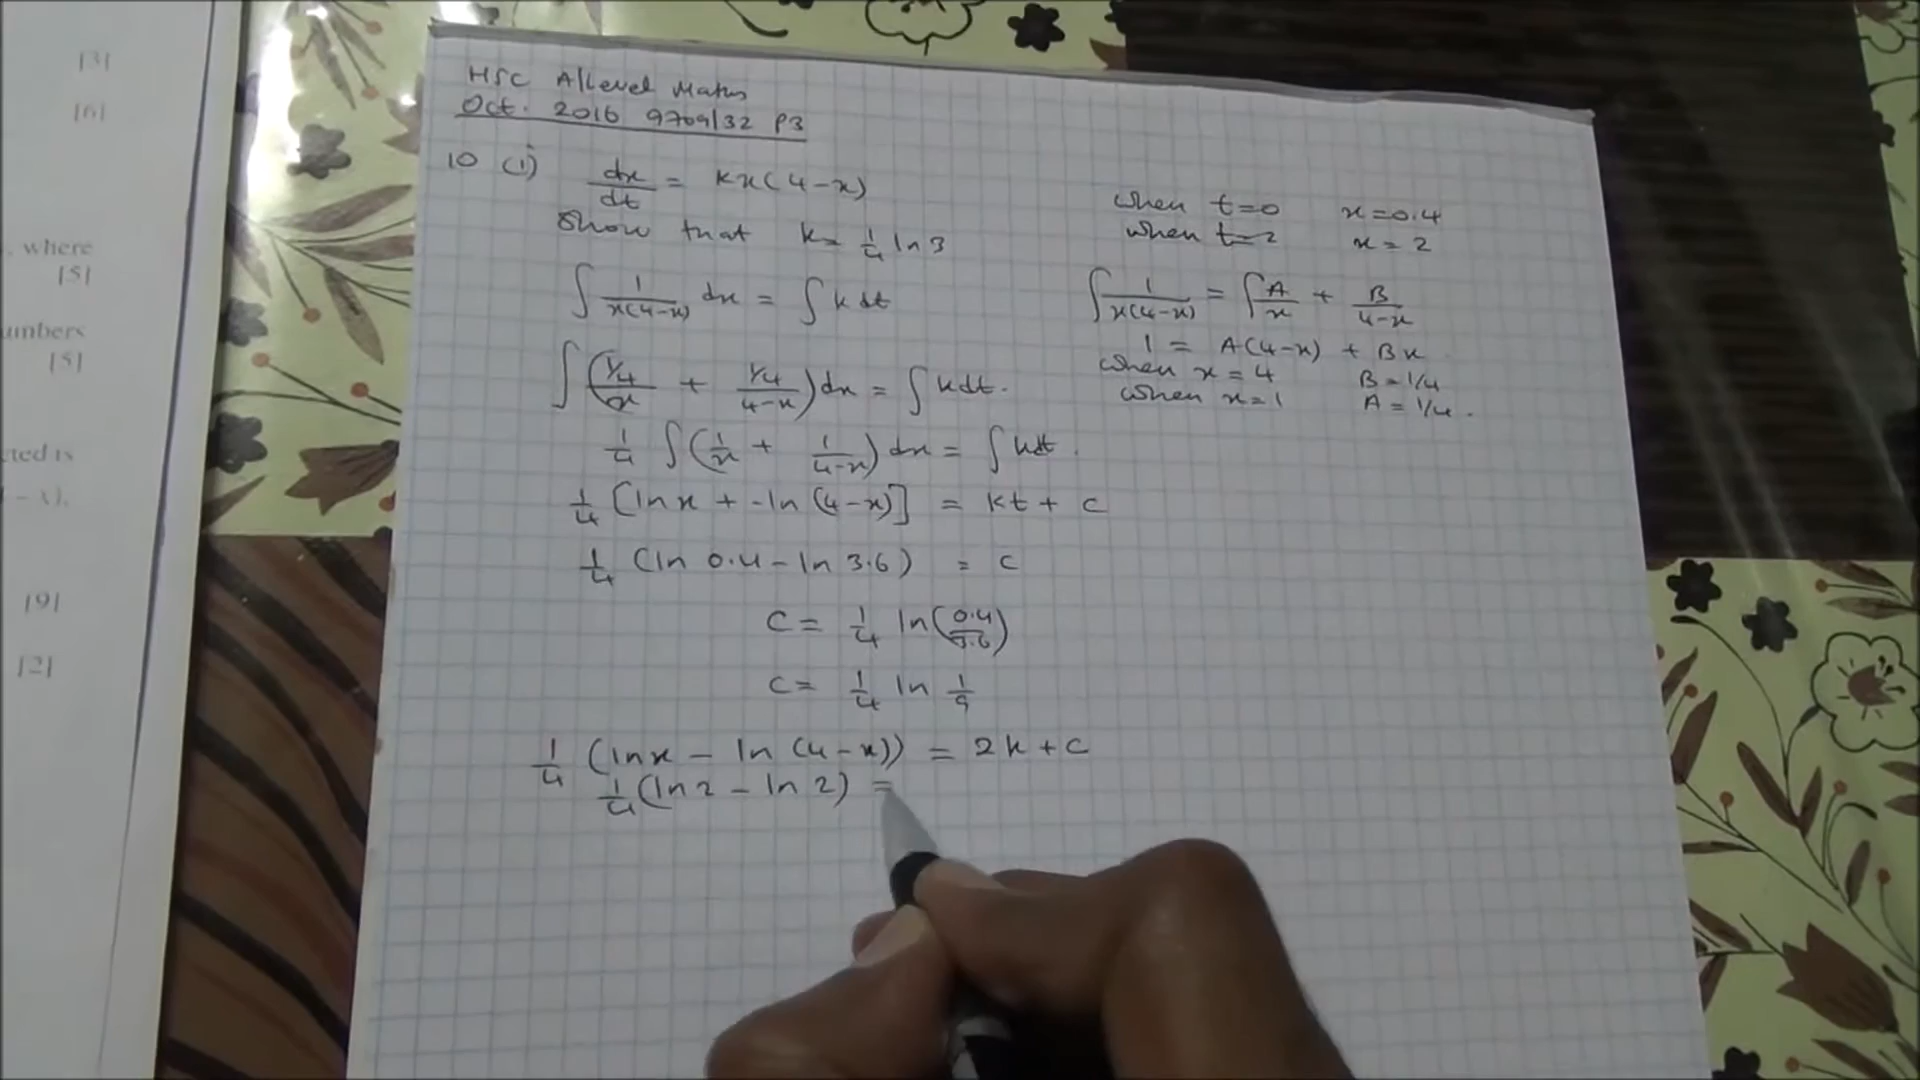 [3]
[6]
, where
[5]
umbers
[5]
cted is
– x).
[9]
[2]
HSC A/Level Maths
Oct. 2016 9709/32 P3
10 (i) dx/dt = kx(4-x)
when t=0 x=0.4
Show that k= 1/4 ln 3
when t=2 x=2
∫ 1/x(4-x) dx = ∫ k dt
∫ 1/x(4-x) = ∫ A/x + B/4-x
1 = A(4-x) + Bx
∫ (1/4/x + 1/4/4-x) dx = ∫ k dt.
when x=4 B=1/4
when x=1 A=1/4.
1/4 ∫ (1/x + 1/4-x) dx = ∫ k dt.
1/4 [ln x + -ln (4-x)] = kt + c
1/4 (ln 0.4 - ln 3.6) = c
c = 1/4 ln (0.4/3.6)
c = 1/4 ln 1/9
1/4 (ln x - ln (4-x)) = 2k + c
1/4 (ln 2 - ln 2) =